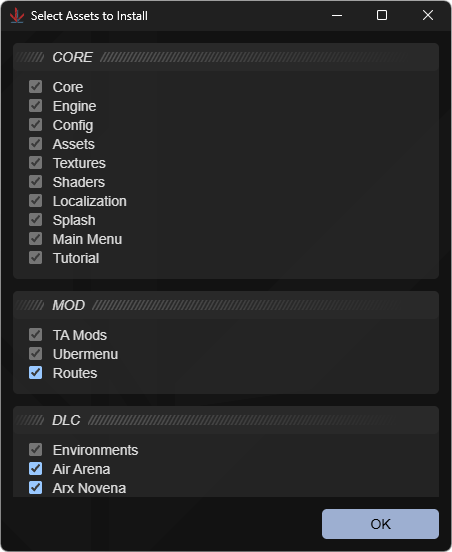 Select Assets to Install
CORE
Core
Engine
Config
Assets
Textures
Shaders
Localization
Splash
Main Menu
Tutorial
MOD
TA Mods
Ubermenu
Routes
DLC
Environments
Air Arena
Arx Novena
OK